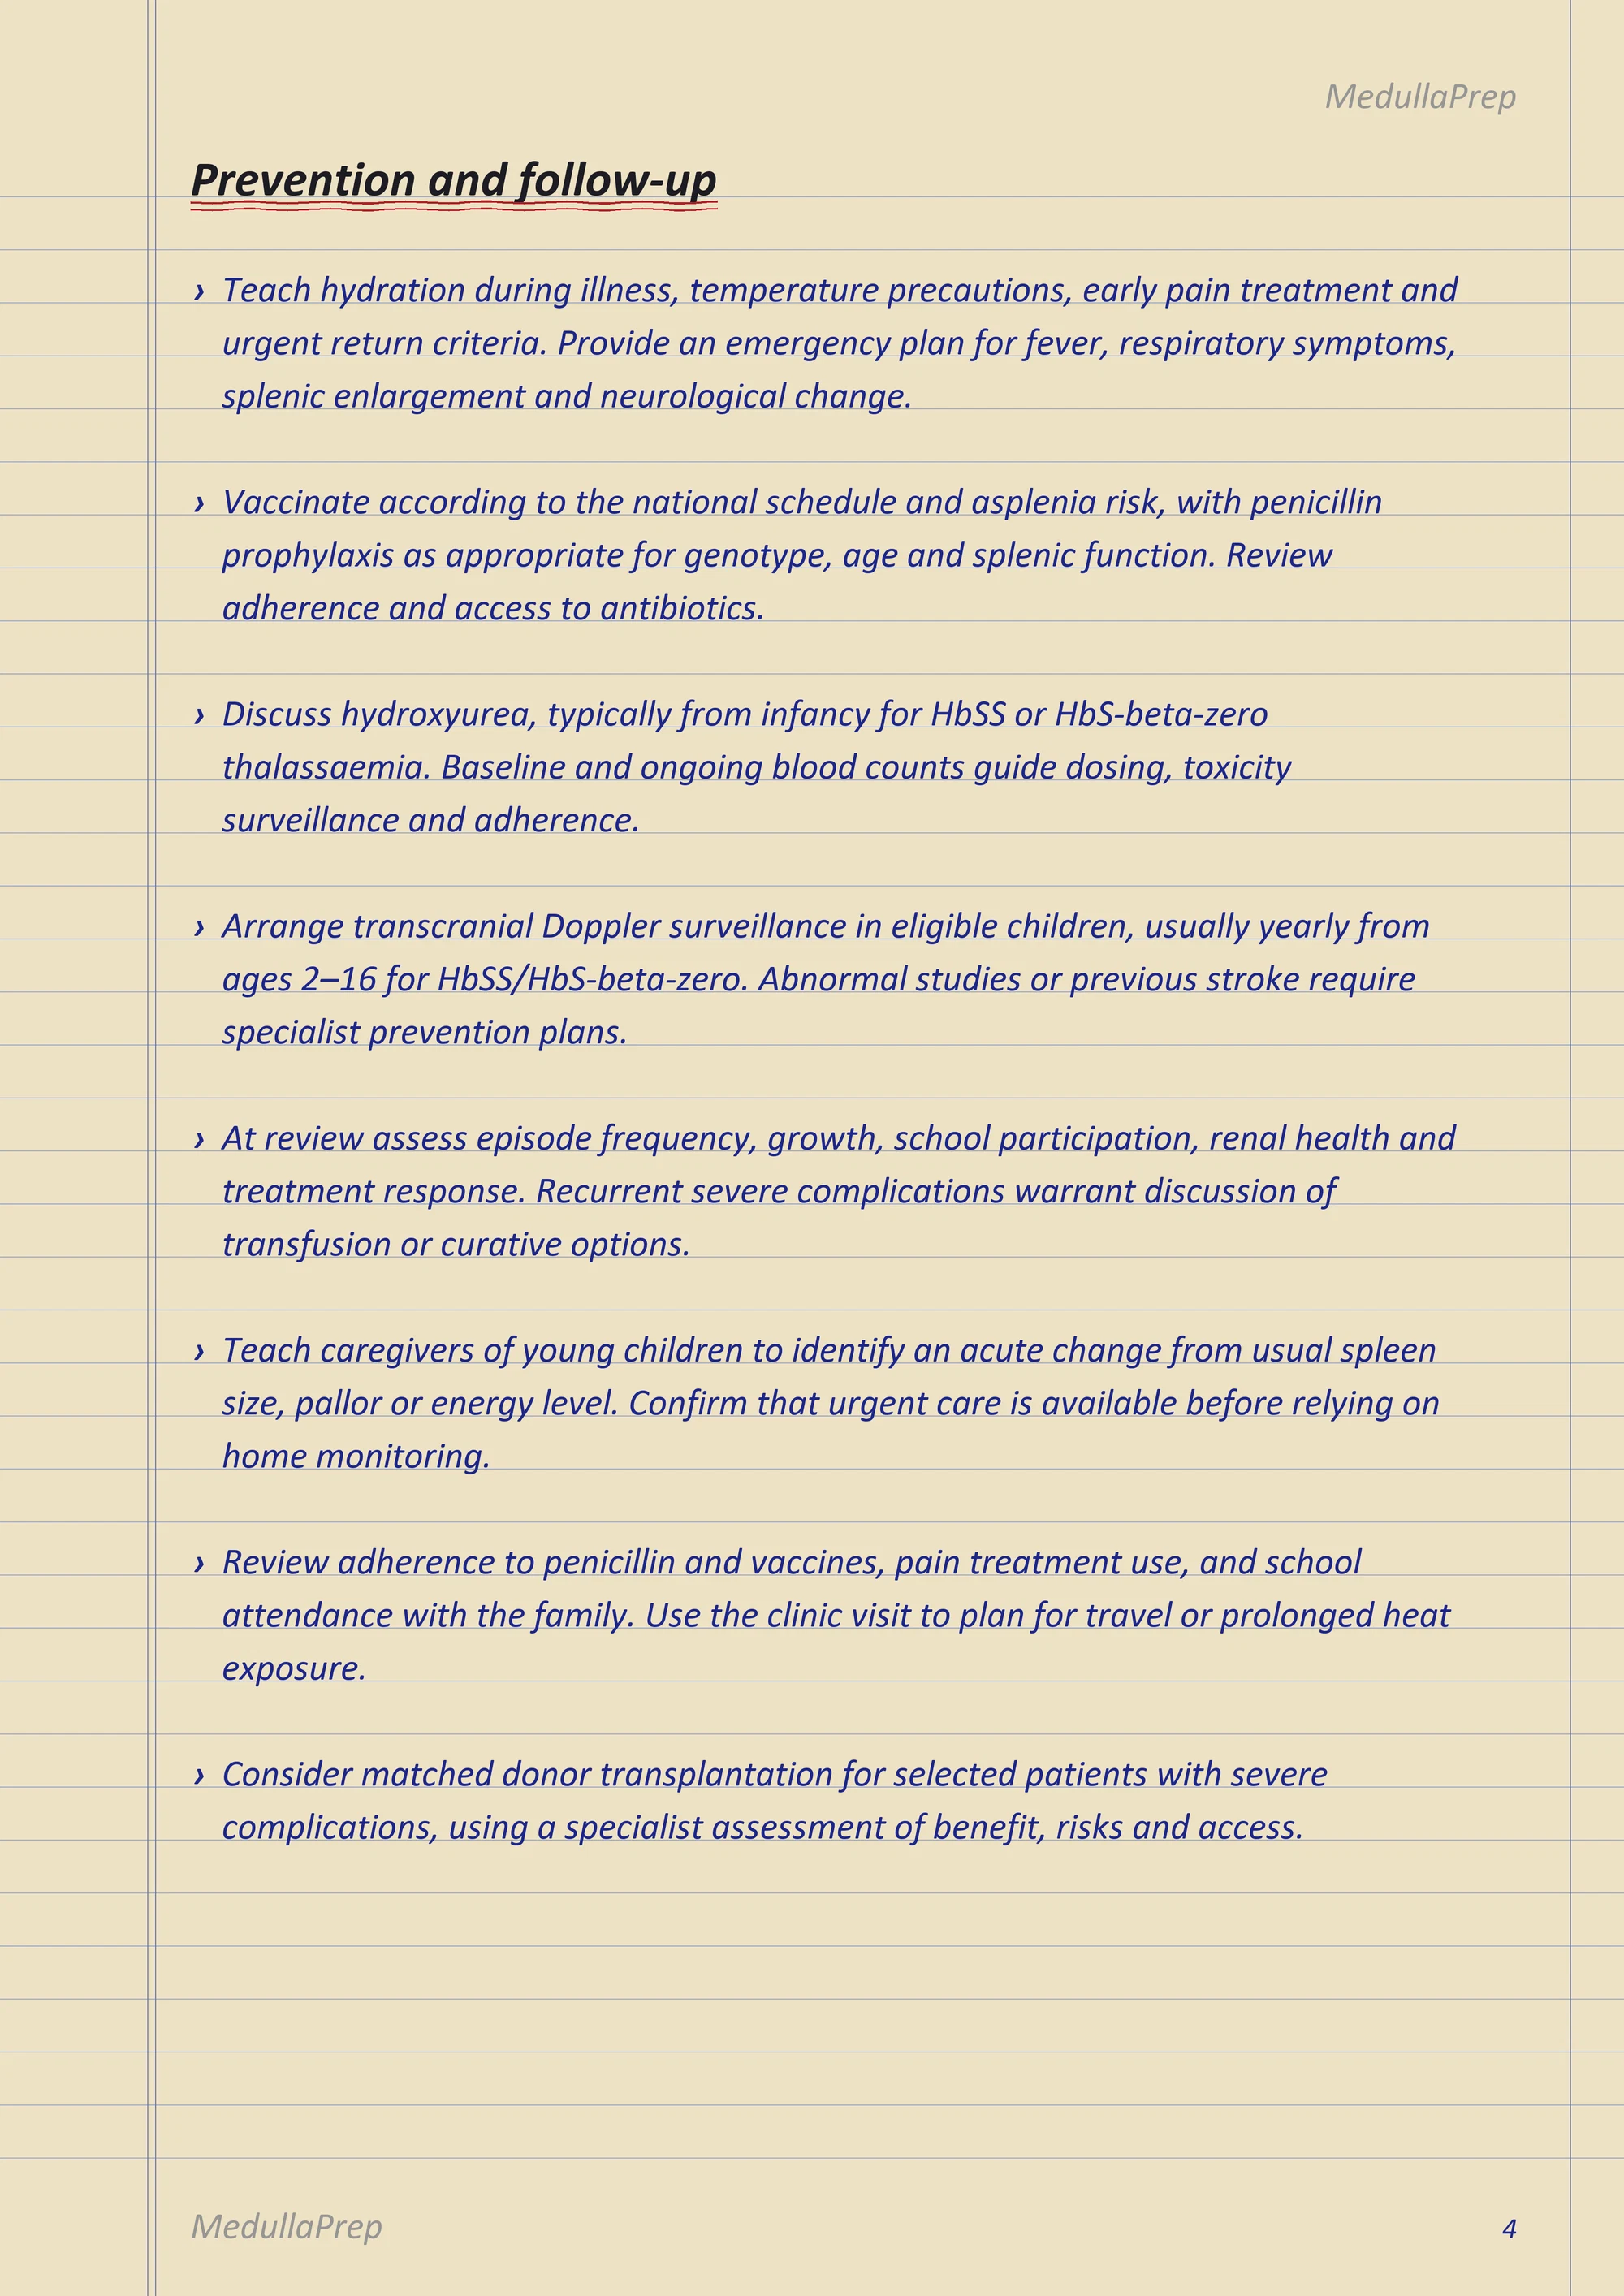 MedullaPrep
Prevention and follow-up
› Teach hydration during illness, temperature precautions, early pain treatment and
urgent return criteria. Provide an emergency plan for fever, respiratory symptoms,
splenic enlargement and neurological change.
› Vaccinate according to the national schedule and asplenia risk, with penicillin
prophylaxis as appropriate for genotype, age and splenic function. Review
adherence and access to antibiotics.
› Discuss hydroxyurea, typically from infancy for HbSS or HbS-beta-zero
thalassaemia. Baseline and ongoing blood counts guide dosing, toxicity
surveillance and adherence.
› Arrange transcranial Doppler surveillance in eligible children, usually yearly from
ages 2–16 for HbSS/HbS-beta-zero. Abnormal studies or previous stroke require
specialist prevention plans.
› At review assess episode frequency, growth, school participation, renal health and
treatment response. Recurrent severe complications warrant discussion of
transfusion or curative options.
› Teach caregivers of young children to identify an acute change from usual spleen
size, pallor or energy level. Confirm that urgent care is available before relying on
home monitoring.
› Review adherence to penicillin and vaccines, pain treatment use, and school
attendance with the family. Use the clinic visit to plan for travel or prolonged heat
exposure.
› Consider matched donor transplantation for selected patients with severe
complications, using a specialist assessment of benefit, risks and access.
MedullaPrep
4